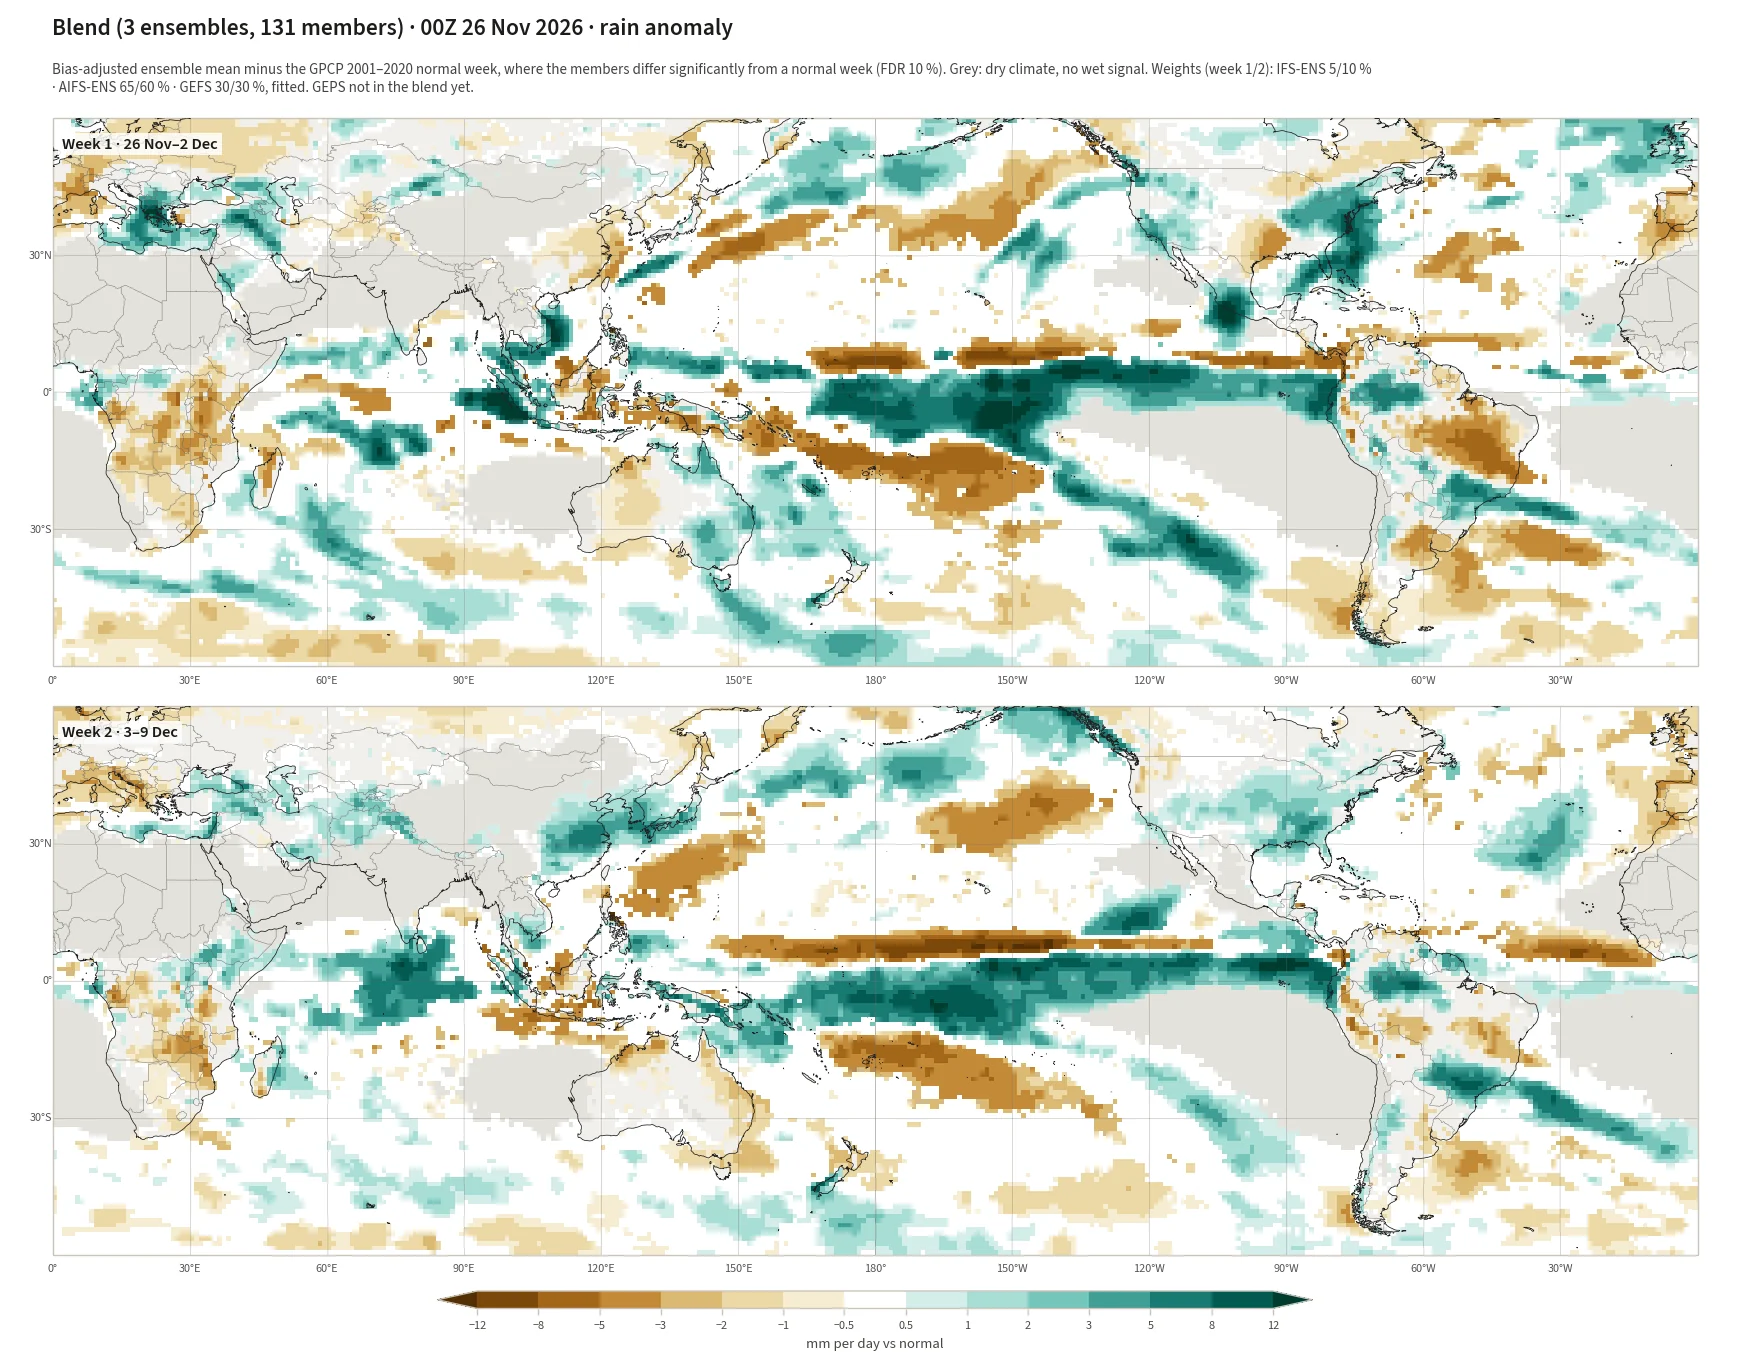 Blend (3 ensembles, 131 members) · 00Z 26 Nov 2026 · rain anomaly
Bias-adjusted ensemble mean minus the GPCP 2001–2020 normal week, where the members differ significantly from a normal week (FDR 10 %). Grey: dry climate, no wet signal. Weights (week 1/2): IFS-ENS 5/10 %
· AIFS-ENS 65/60 % · GEFS 30/30 %, fitted. GEPS not in the blend yet.
Week 1 · 26 Nov–2 Dec
30°N
0°
30°S
0° 30°E 60°E 90°E 120°E 150°E 180° 150°W 120°W 90°W 60°W 30°W
Week 2 · 3–9 Dec
30°N
0°
30°S
0° 30°E 60°E 90°E 120°E 150°E 180° 150°W 120°W 90°W 60°W 30°W
−12 −8 −5 −3 −2 −1 −0.5 0.5 1 2 3 5 8 12
mm per day vs normal